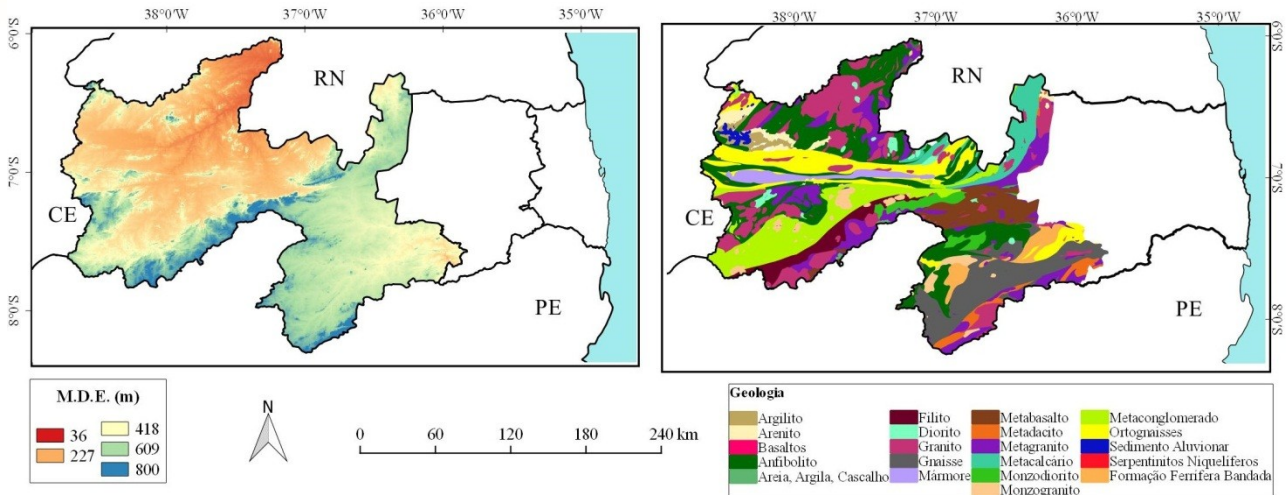 38°0'W 37°0'W 36°0'W 35°0'W
6°0'S
7°0'S
8°0'S
RN
CE
PE
38°0'W 37°0'W 36°0'W 35°0'W
6°0'S
7°0'S
8°0'S
RN
CE
PE
M.D.E. (m)
36
227
418
609
800
N
0 60 120 180 240 km
Geologia
Argilito
Arenito
Basaltos
Anfibolito
Areia, Argila, Cascalho
Filito
Diorito
Granito
Gnaisse
Mármore
Metabasalto
Metadacito
Metagranito
Metacalcário
Monzodiorito
Monzogranito
Metaconglomerado
Ortognaisses
Sedimento Aluvionar
Serpentinitos Niquelíferos
Formação Ferrifera Bandada